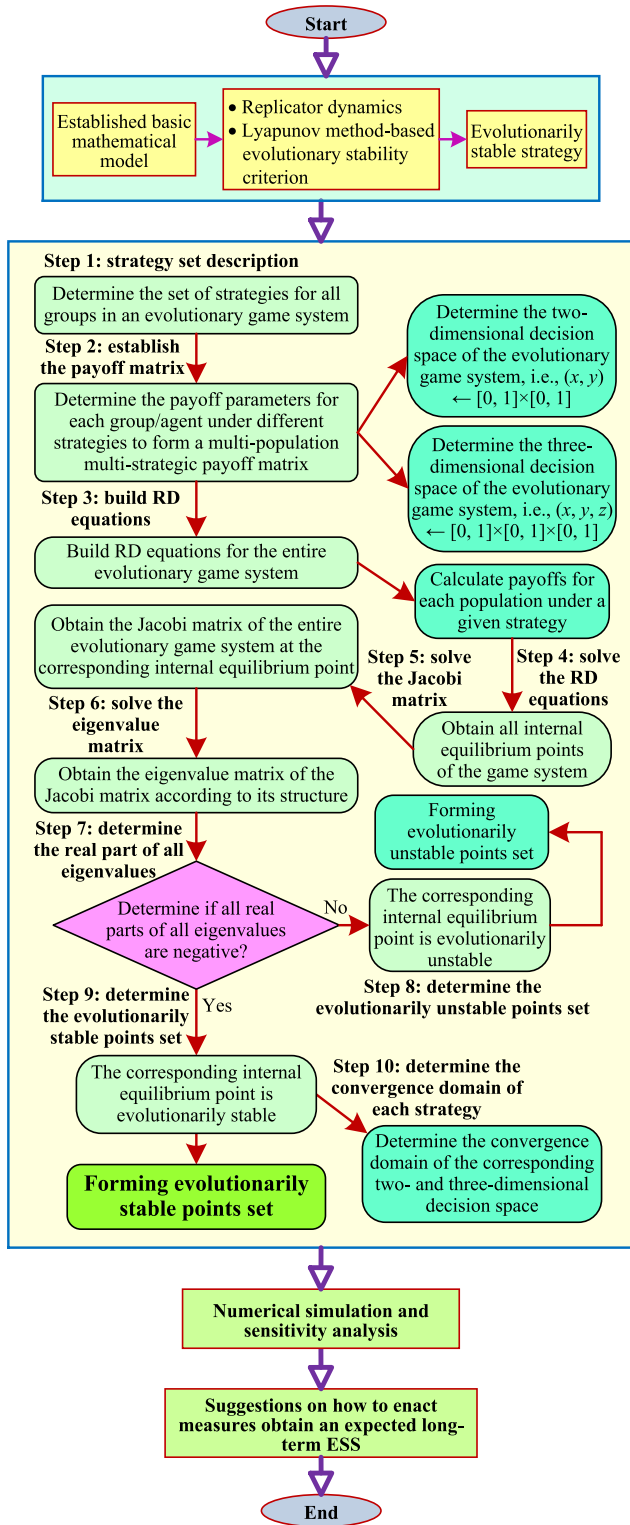 Start
Established basic
mathematical
model
• Replicator dynamics
• Lyapunov method-based
evolutionary stability
criterion
Evolutionarily
stable strategy
Step 1: strategy set description
Determine the set of strategies for all
groups in an evolutionary game system
Step 2: establish
the payoff matrix
Determine the payoff parameters for
each group/agent under different
strategies to form a multi-population
multi-strategic payoff matrix
Determine the two-
dimensional decision
space of the evolutionary
game system, i.e., (x, y)
← [0, 1]×[0, 1]
Determine the three-
dimensional decision
space of the evolutionary
game system, i.e., (x, y, z)
← [0, 1]×[0, 1]×[0, 1]
Step 3: build RD
equations
Build RD equations for the entire
evolutionary game system
Calculate payoffs for
each population under a
given strategy
Step 4: solve
the RD
equations
Obtain all internal
equilibrium points
of the game system
Step 5: solve
the Jacobi
matrix
Obtain the Jacobi matrix of the entire
evolutionary game system at the
corresponding internal equilibrium point
Step 6: solve the
eigenvalue
matrix
Obtain the eigenvalue matrix of the
Jacobi matrix according to its structure
Step 7: determine
the real part of all
eigenvalues
Determine if all real
parts of all eigenvalues
are negative?
No
The corresponding
internal equilibrium
point is evolutionarily
unstable
Forming
evolutionarily
unstable points set
Step 8: determine the
evolutionarily unstable points set
Step 9: determine
the evolutionarily
stable points set
Yes
The corresponding internal
equilibrium point is
evolutionarily stable
Step 10: determine the
convergence domain of
each strategy
Determine the convergence
domain of the corresponding
two- and three-dimensional
decision space
Forming evolutionarily
stable points set
Numerical simulation and
sensitivity analysis
Suggestions on how to enact
measures obtain an expected long-
term ESS
End